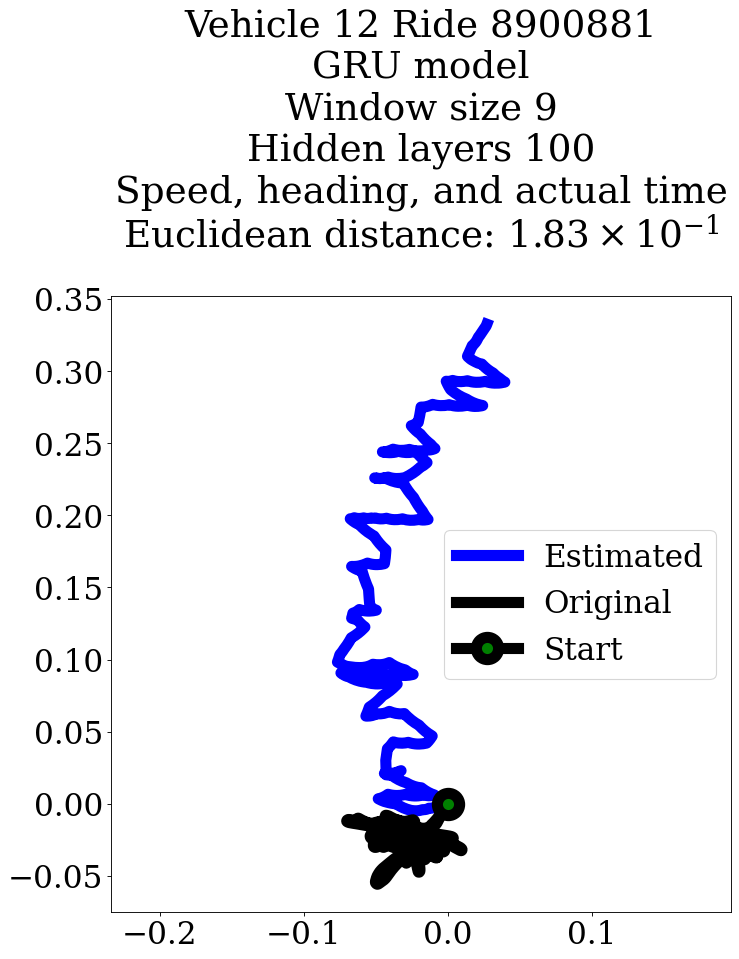 Vehicle 12 Ride 8900881
GRU model
Window size 9
Hidden layers 100
Speed, heading, and actual time
Euclidean distance: 1.83 × 10⁻¹
0.35
0.30
0.25
0.20
0.15
0.10
0.05
0.00
−0.05
Estimated
Original
Start
−0.2 −0.1 0.0 0.1